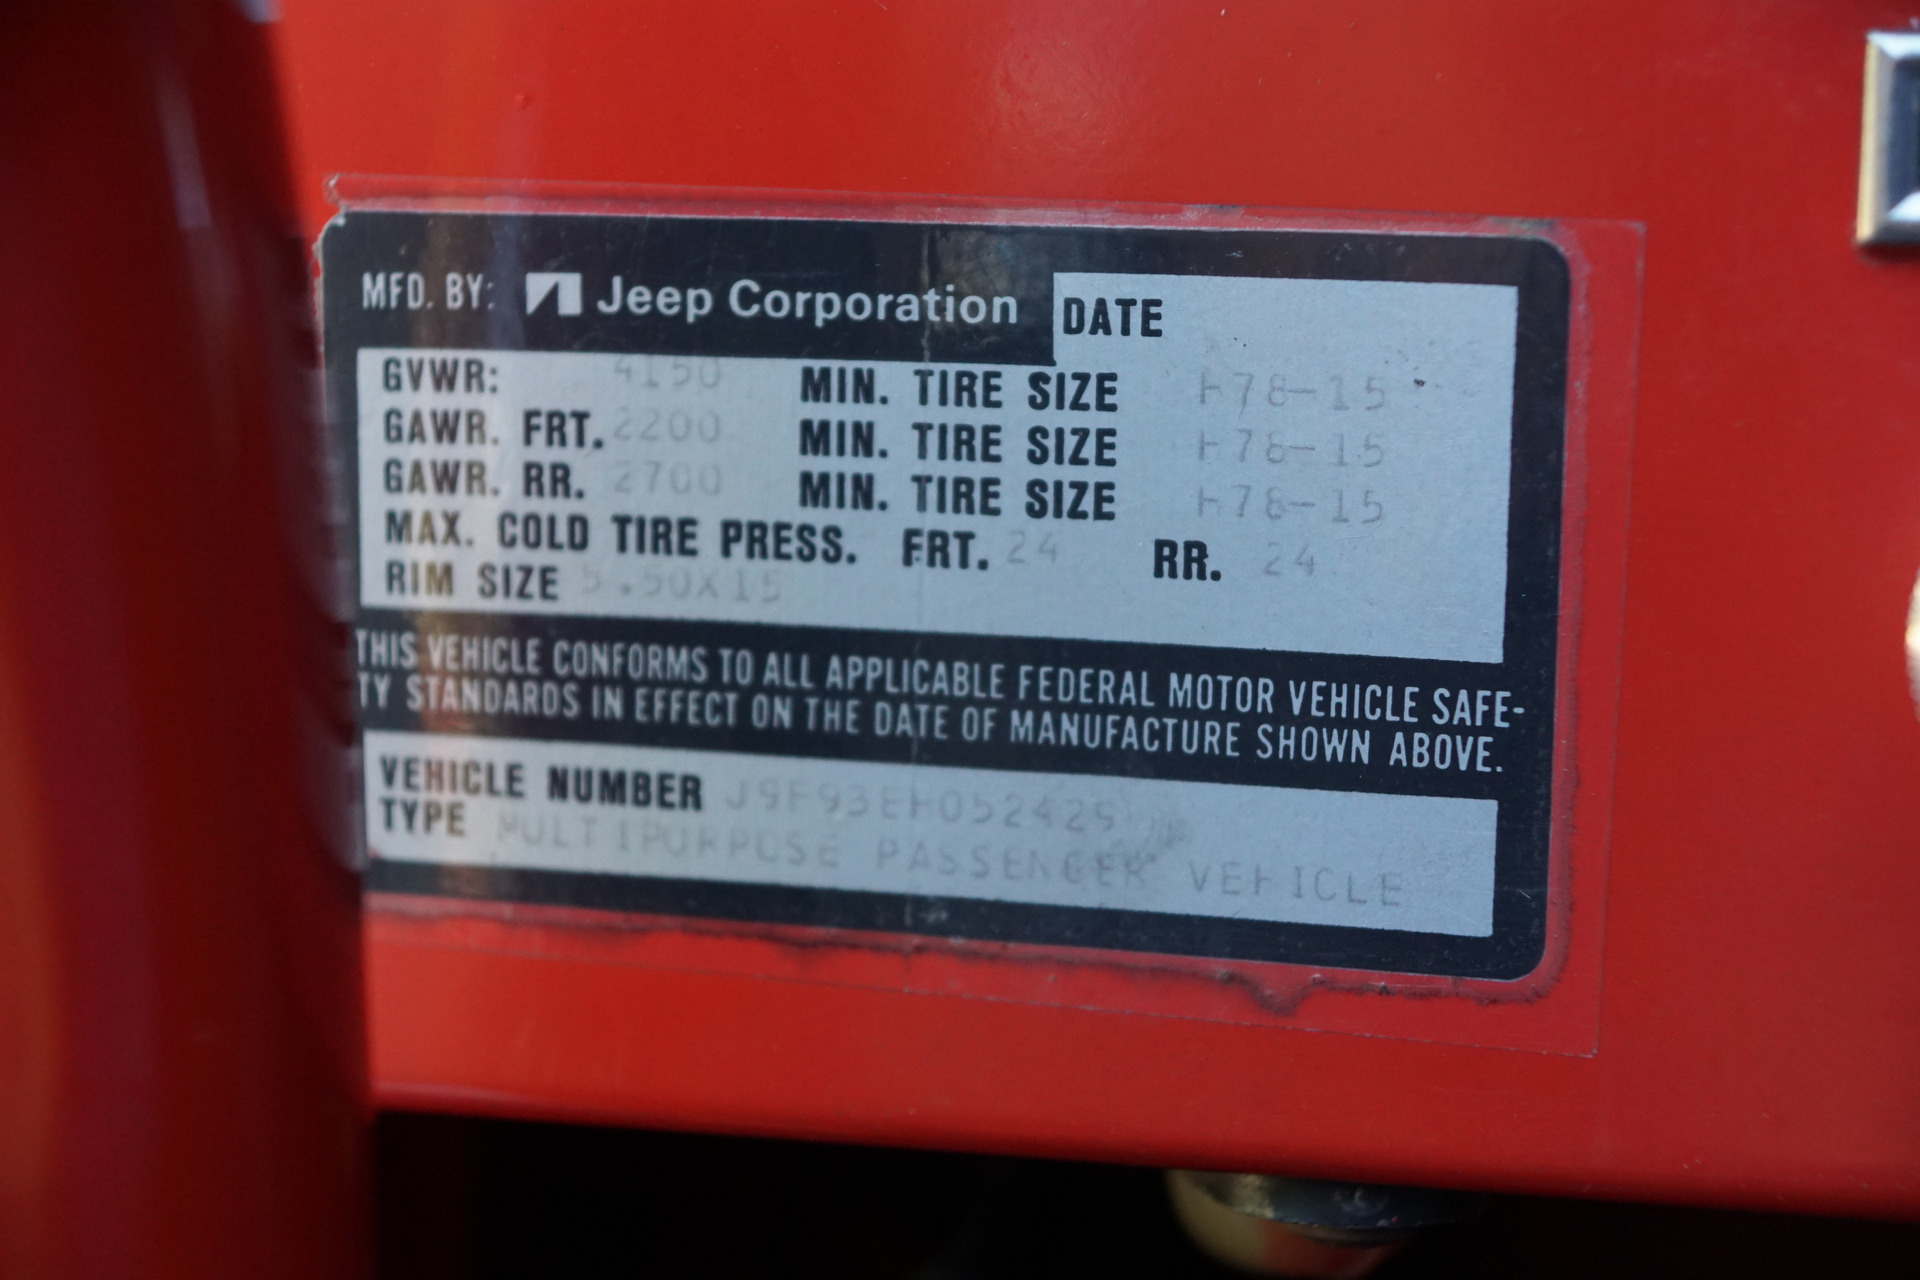 MFD. BY: Jeep Corporation DATE
GVWR: 4150 MIN. TIRE SIZE H78-15
GAWR. FRT. 2200 MIN. TIRE SIZE H78-15
GAWR. RR. 2700 MIN. TIRE SIZE H78-15
MAX. COLD TIRE PRESS. FRT. 24 RR. 24
RIM SIZE 5.50X15
THIS VEHICLE CONFORMS TO ALL APPLICABLE FEDERAL MOTOR VEHICLE SAFE-
TY STANDARDS IN EFFECT ON THE DATE OF MANUFACTURE SHOWN ABOVE.
VEHICLE NUMBER J9F93EH052429
TYPE MULTIPURPOSE PASSENGER VEHICLE